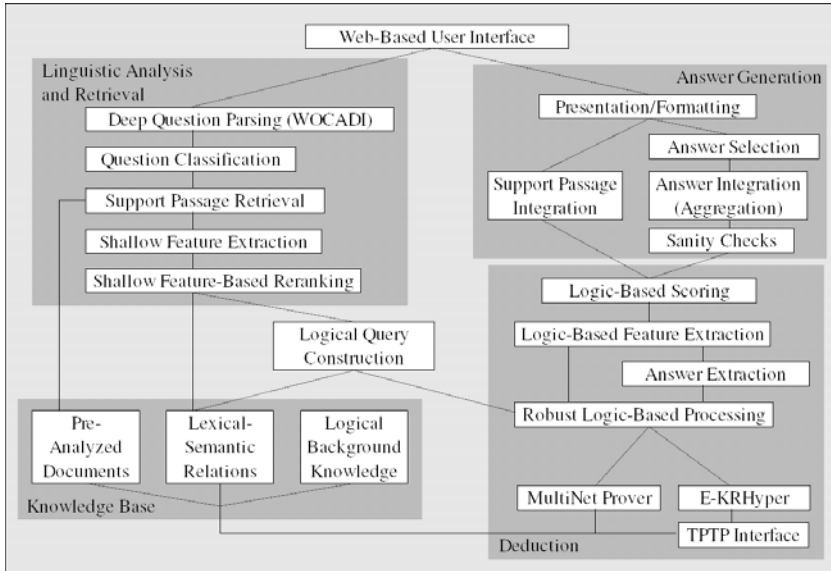 Web-Based User Interface
Linguistic Analysis
and Retrieval
Deep Question Parsing (WOCADI)
Question Classification
Support Passage Retrieval
Shallow Feature Extraction
Shallow Feature-Based Reranking
Answer Generation
Presentation/Formatting
Answer Selection
Support Passage
Integration
Answer Integration
(Aggregation)
Sanity Checks
Logic-Based Scoring
Logic-Based Feature Extraction
Answer Extraction
Robust Logic-Based Processing
Logical Query
Construction
Pre-
Analyzed
Documents
Lexical-
Semantic
Relations
Logical
Background
Knowledge
Knowledge Base
MultiNet Prover
E-KRHyper
TPTP Interface
Deduction